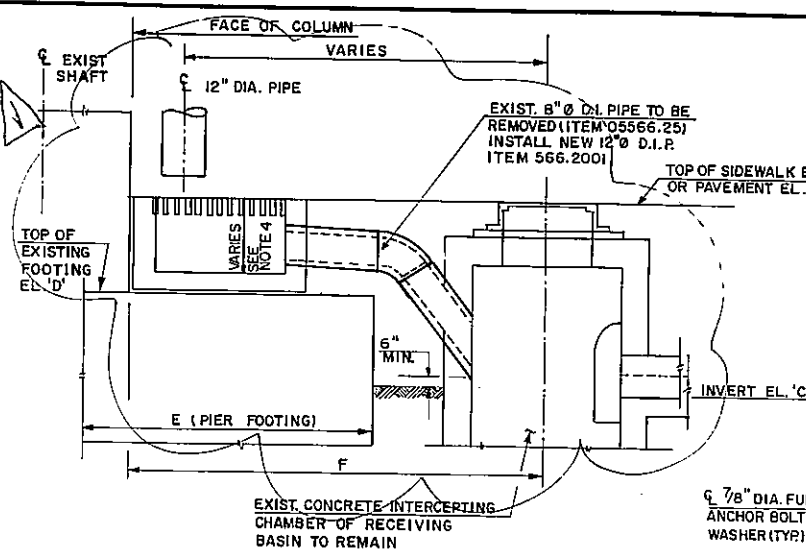 FACE OF COLUMN
VARIES
℄ EXIST
SHAFT
℄ 12" DIA. PIPE
EXIST. 8"Ø D.I. PIPE TO BE
REMOVED (ITEM 05566.25)
INSTALL NEW 12"Ø D.I.P.
ITEM 566.2001
TOP OF SIDEWALK E
OR PAVEMENT EL.
TOP OF
EXISTING
FOOTING
EL 'D'
VARIES
SEE
NOTE 4
6"
MIN.
INVERT EL. 'C
E (PIER FOOTING)
F
EXIST. CONCRETE INTERCEPTING
CHAMBER OF RECEIVING
BASIN TO REMAIN
℄ 7/8" DIA. FU
ANCHOR BOLT
WASHER (TYP.)